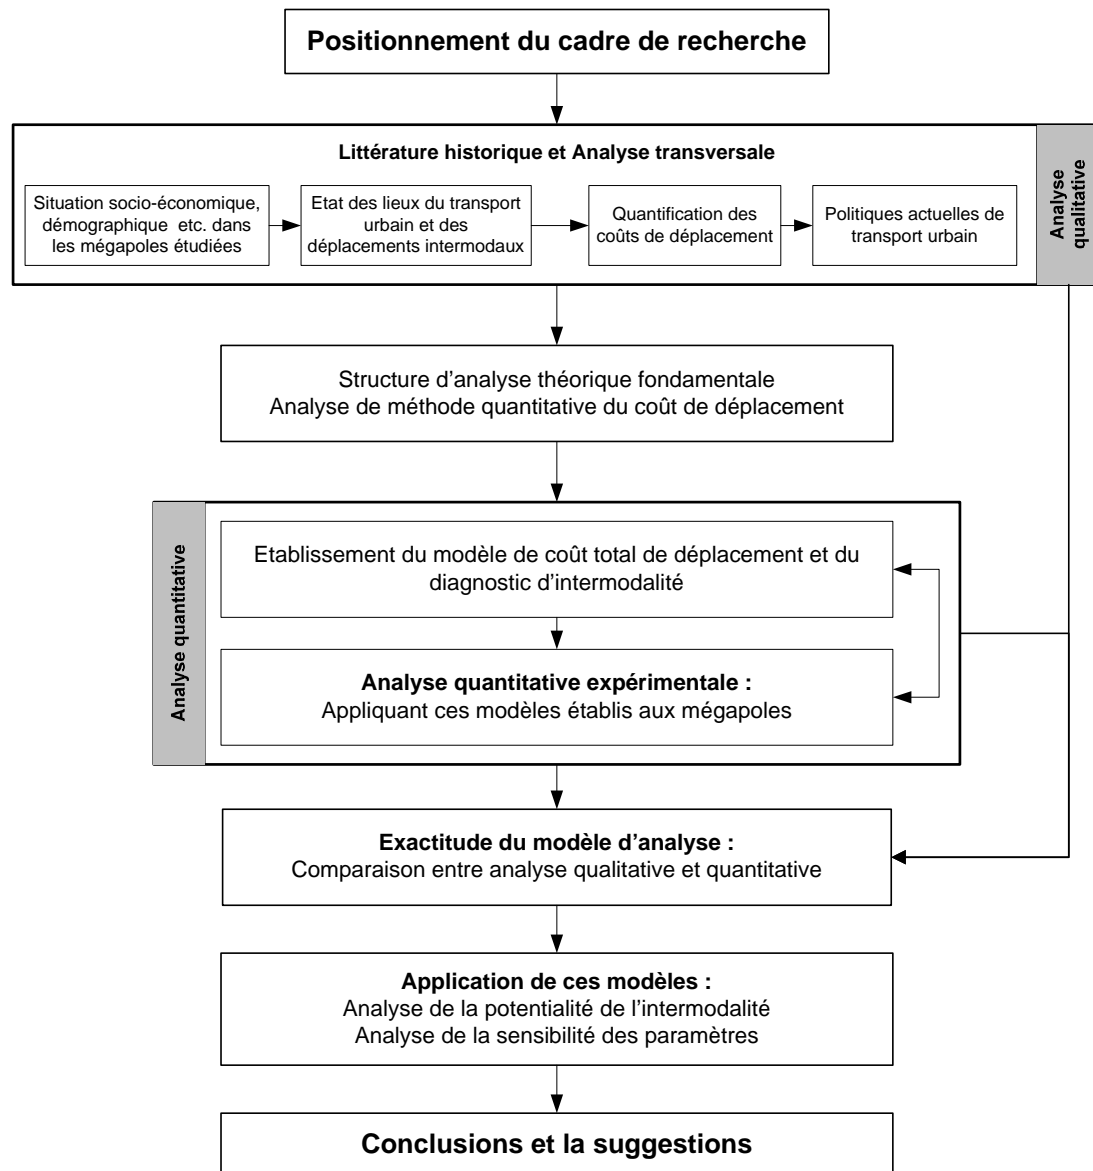 Positionnement du cadre de recherche
Littérature historique et Analyse transversale
Situation socio-économique,
démographique  etc. dans
les mégapoles étudiées
Etat des lieux du transport
urbain et des
déplacements intermodaux
Quantification des
coûts de déplacement
Politiques actuelles de
transport urbain
Analyse
qualitative
Structure d’analyse théorique fondamentale
Analyse de méthode quantitative du coût de déplacement
Analyse quantitative
Etablissement du modèle de coût total de déplacement et du
diagnostic d’intermodalité
Analyse quantitative expérimentale :
Appliquant ces modèles établis aux mégapoles
Exactitude du modèle d’analyse :
Comparaison entre analyse qualitative et quantitative
Application de ces modèles :
Analyse de la potentialité de l’intermodalité
Analyse de la sensibilité des paramètres
Conclusions et la suggestions